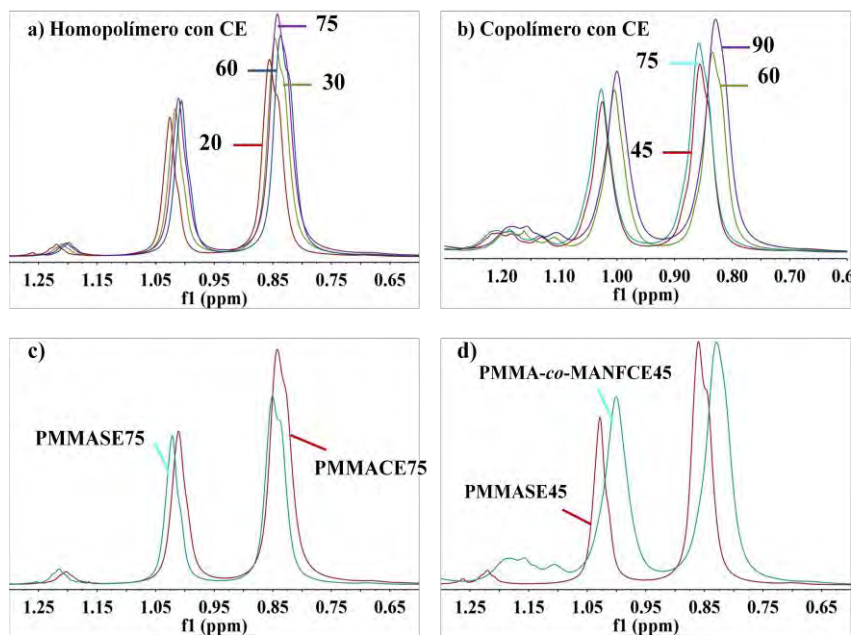 a) Homopolímero con CE
75
60
30
20
1.25 1.15 1.05 0.95 0.85 0.75 0.65
f1 (ppm)
b) Copolímero con CE
90
75
60
45
1.20 1.10 1.00 0.90 0.80 0.70 0.6
f1 (ppm)
c)
PMMASE75
PMMACE75
1.25 1.15 1.05 0.95 0.85 0.75 0.65
f1 (ppm)
d)
PMMA-co-MANFCE45
PMMASE45
1.25 1.15 1.05 0.95 0.85 0.75 0.65
f1 (ppm)